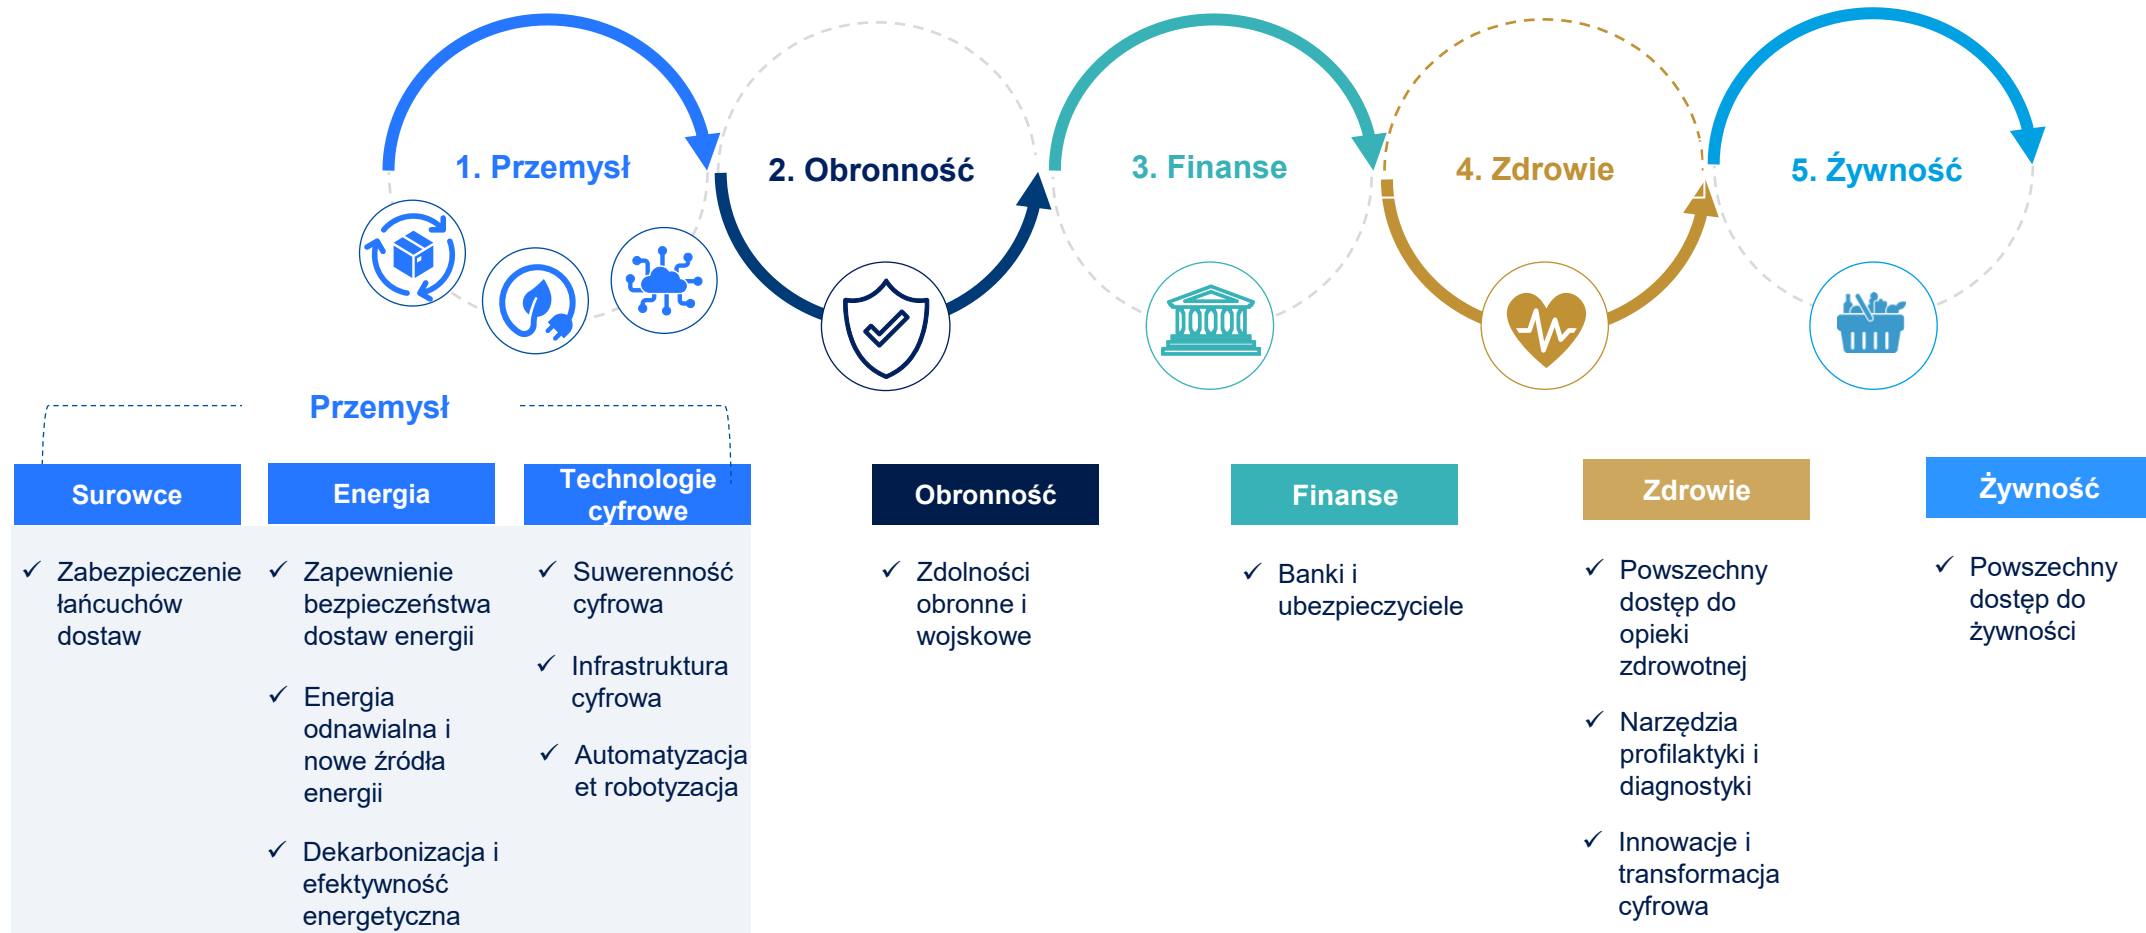 1. Przemysł
2. Obronność
3. Finanse
4. Zdrowie
5. Źywność
Przemysł
Surowce
Zabezpieczenie
łańcuchów
dostaw
Energia
Zapewnienie
bezpieczeństwa
dostaw energii
Energia
odnawialna i
nowe źródła
energii
Dekarbonizacja i
efektywność
energetyczna
Technologie
cyfrowe
Suwerenność
cyfrowa
Infrastruktura
cyfrowa
Automatyzacja
et robotyzacja
Obronność
Zdolności
obronne i
wojskowe
Finanse
Banki i
ubezpieczyciele
Zdrowie
Powszechny
dostęp do
opieki
zdrowotnej
Narzędzia
profilaktyki i
diagnostyki
Innowacje i
transformacja
cyfrowa
Żywność
Powszechny
dostęp do
żywności